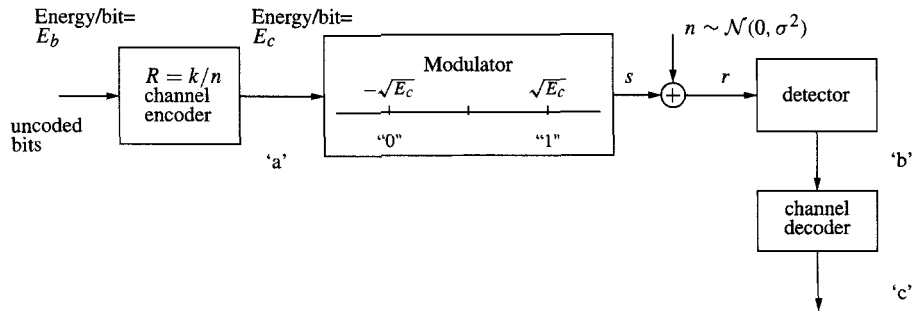 Energy/bit=
E_b
Energy/bit=
E_c
R = k/n
channel
encoder
uncoded
bits
'a'
Modulator
−√E_c
√E_c
“0”
“1”
s
n ∼ N(0, σ²)
r
detector
'b'
channel
decoder
'c'